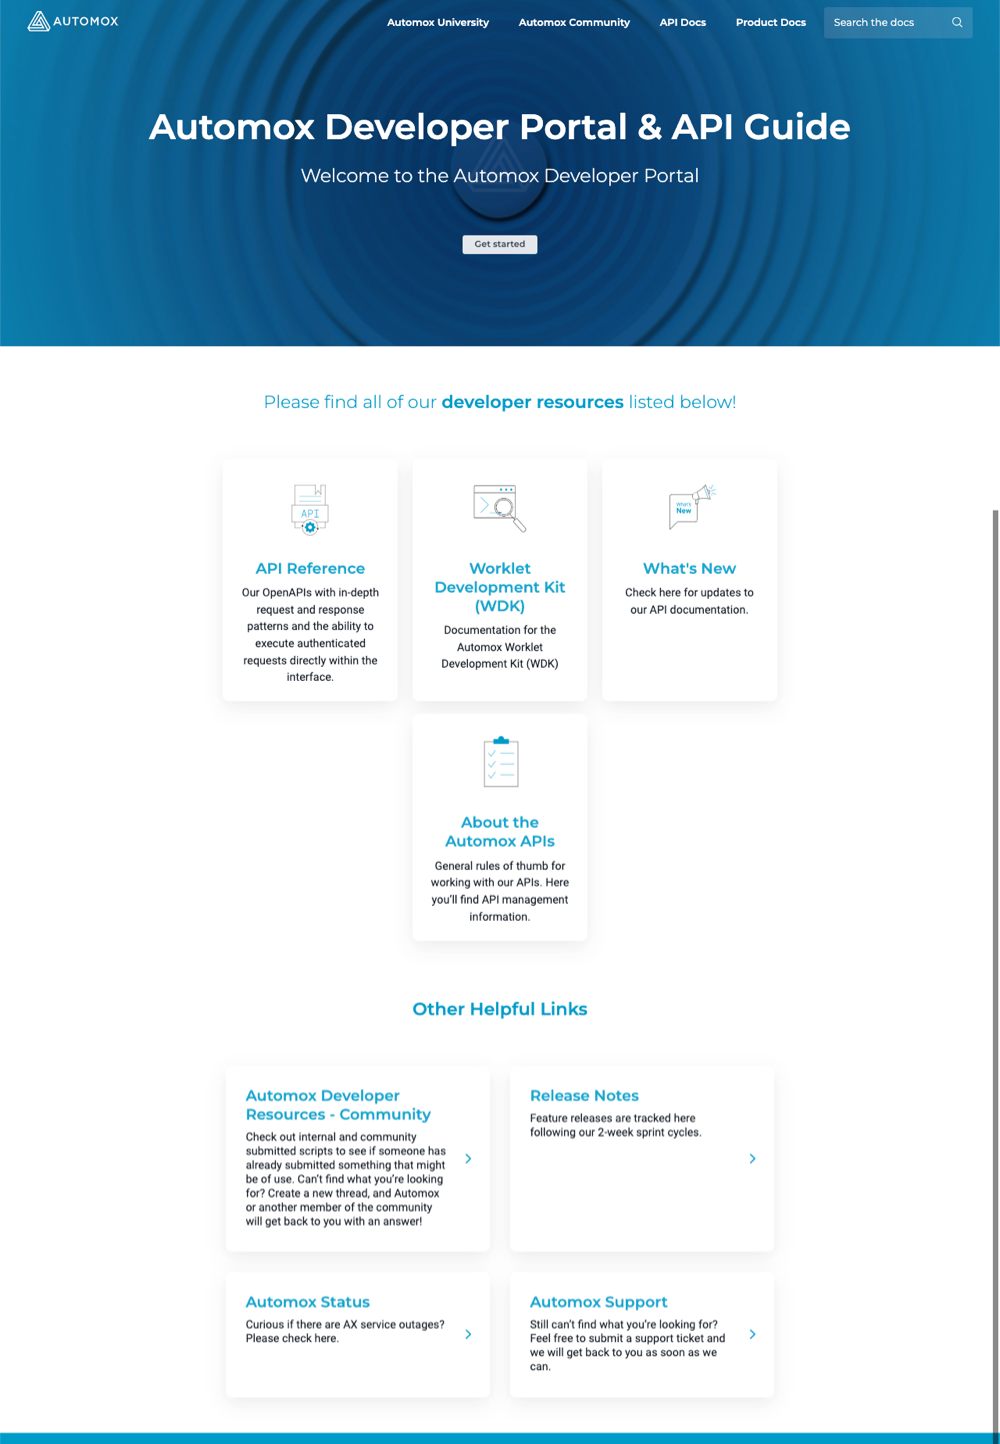 AUTOMOX
Automox University
Automox Community
API Docs
Product Docs
Search the docs
Automox Developer Portal & API Guide
Welcome to the Automox Developer Portal
Get started
Please find all of our developer resources listed below!
API
API Reference
Our OpenAPIs with in-depth
request and response
patterns and the ability to
execute authenticated
requests directly within the
interface.
Worklet
Development Kit
(WDK)
Documentation for the
Automox Worklet
Development Kit (WDK)
What's
New
What's New
Check here for updates to
our API documentation.
About the
Automox APIs
General rules of thumb for
working with our APIs. Here
you'll find API management
information.
Other Helpful Links
Automox Developer
Resources - Community
Check out internal and community
submitted scripts to see if someone has
already submitted something that might
be of use. Can't find what you're looking
for? Create a new thread, and Automox
or another member of the community
will get back to you with an answer!
Release Notes
Feature releases are tracked here
following our 2-week sprint cycles.
Automox Status
Curious if there are AX service outages?
Please check here.
Automox Support
Still can't find what you're looking for?
Feel free to submit a support ticket and
we will get back to you as soon as we
can.